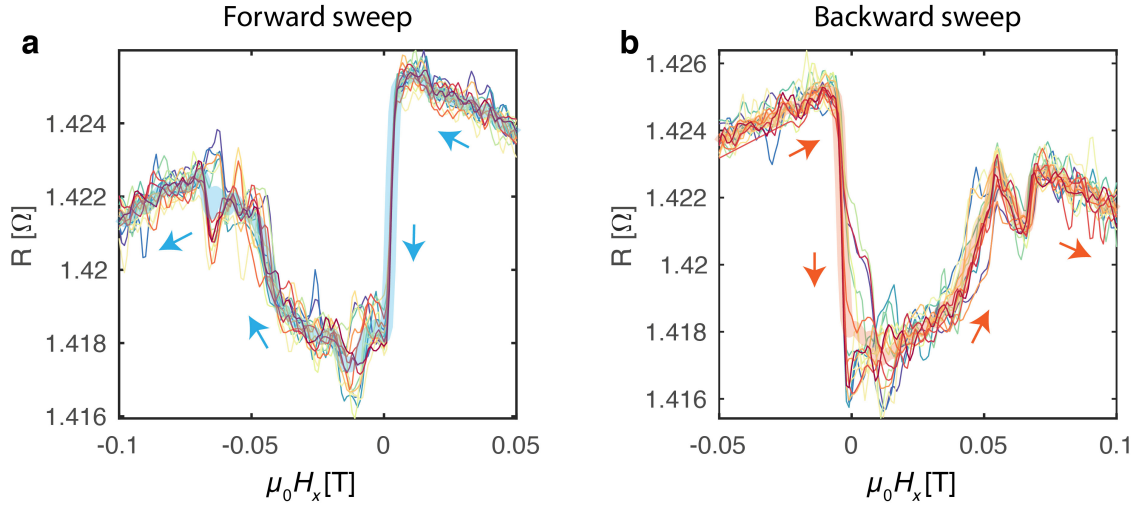 Forward sweep
Backward sweep
a
b
1.424
1.422
1.42
1.418
1.416
R [Ω]
-0.1
-0.05
0
0.05
μ0Hx[T]
1.426
1.424
1.422
1.42
1.418
1.416
R [Ω]
-0.05
0
0.05
0.1
μ0Hx[T]